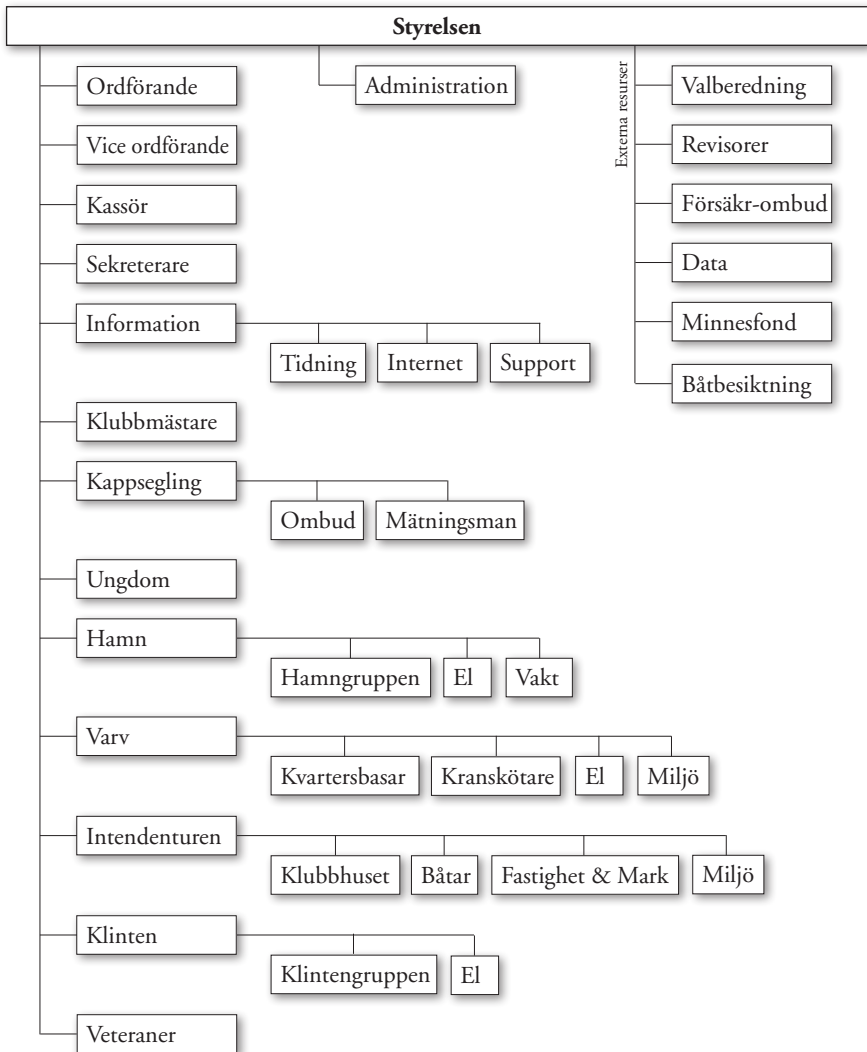 Styrelsen
Ordförande
Vice ordförande
Kassör
Sekreterare
Information
Tidning
Internet
Support
Klubbmästare
Kappsegling
Ombud
Mätningsman
Ungdom
Hamn
Hamngruppen
El
Vakt
Varv
Kvartersbasar
Kranskötare
El
Miljö
Intendenturen
Klubbhuset
Båtar
Fastighet & Mark
Miljö
Klinten
Klintengruppen
El
Veteraner
Administration
Externa resurser
Valberedning
Revisorer
Försäkr-ombud
Data
Minnesfond
Båtbesiktning